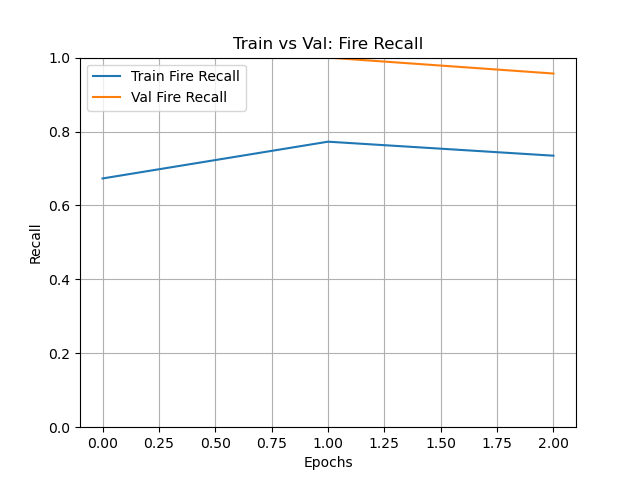 Train vs Val: Fire Recall
Train Fire Recall
Val Fire Recall
1.0
0.8
0.6
0.4
0.2
0.0
Recall
0.00 0.25 0.50 0.75 1.00 1.25 1.50 1.75 2.00
Epochs